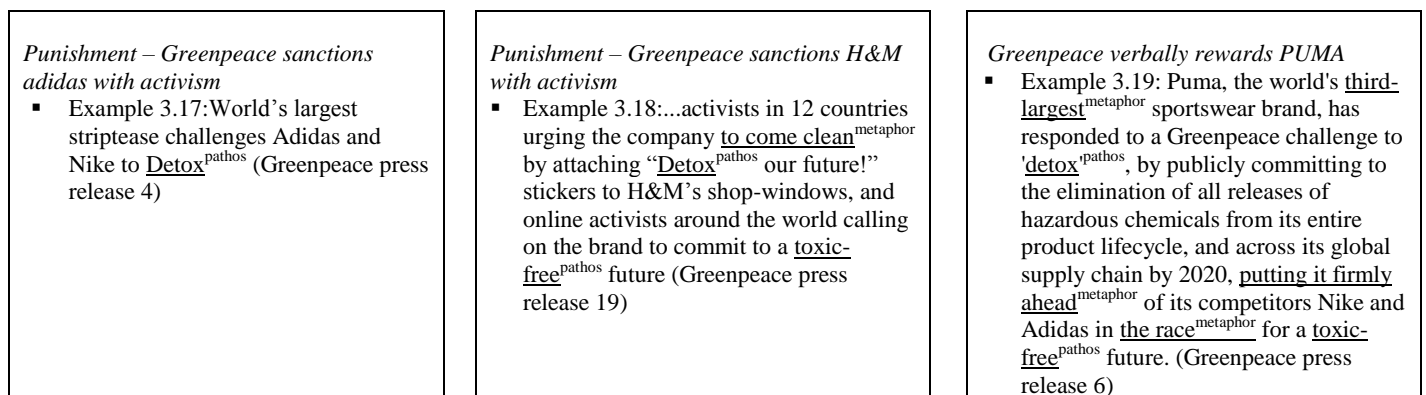 Punishment – Greenpeace sanctions
adidas with activism
▪ Example 3.17:World’s largest
striptease challenges Adidas and
Nike to Detoxpathos (Greenpeace press
release 4)
Punishment – Greenpeace sanctions H&M
with activism
▪ Example 3.18:...activists in 12 countries
urging the company to come cleanmetaphor
by attaching “Detoxpathos our future!”
stickers to H&M’s shop-windows, and
online activists around the world calling
on the brand to commit to a toxic-
freepathos future (Greenpeace press
release 19)
Greenpeace verbally rewards PUMA
▪ Example 3.19: Puma, the world's third-
largestmetaphor sportswear brand, has
responded to a Greenpeace challenge to
'detox'pathos, by publicly committing to
the elimination of all releases of
hazardous chemicals from its entire
product lifecycle, and across its global
supply chain by 2020, putting it firmly
aheadmetaphor of its competitors Nike and
Adidas in the racemetaphor for a toxic-
freepathos future. (Greenpeace press
release 6)